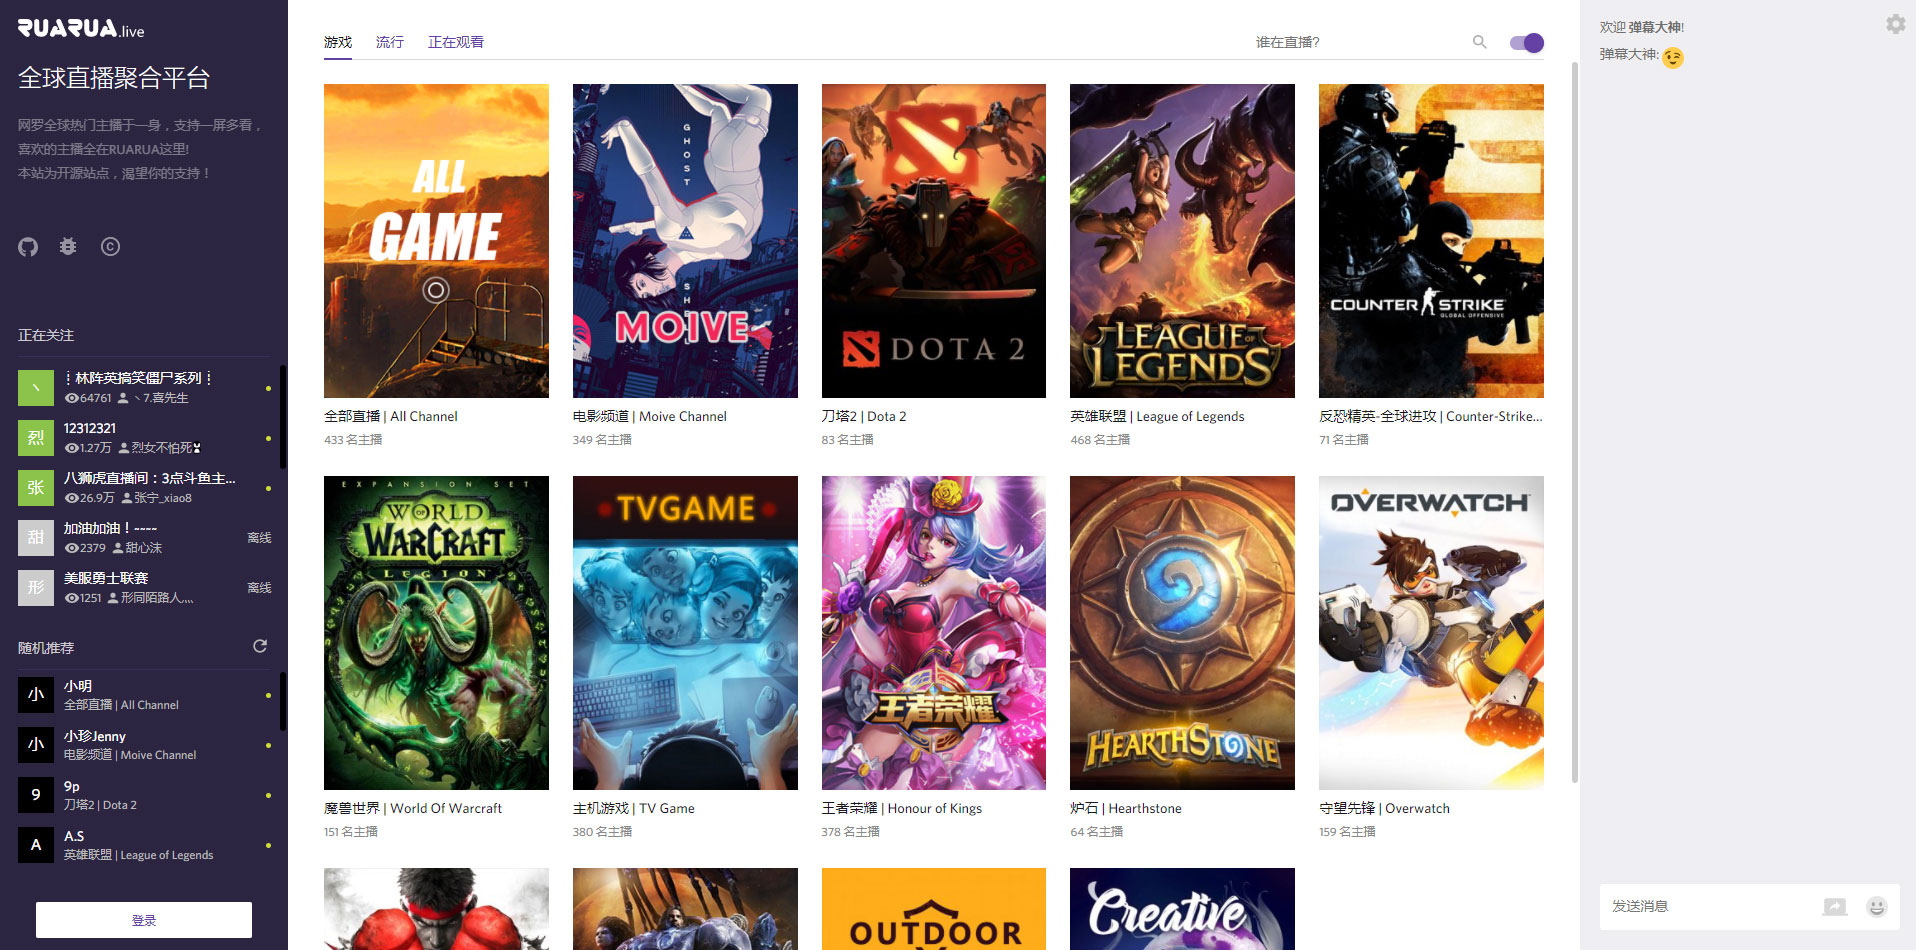 RUARUA.live
全球直播聚合平台
网罗全球热门主播于一身，支持一屏多看，
喜欢的主播全在RUARUA这里!
本站为开源站点，渴望你的支持！
正在关注
丶
┋林阵英搞笑僵尸系列┋
64761 丶7.喜先生
烈
12312321
1.27万 烈女不怕死
张
八狮虎直播间：3点斗鱼主...
26.9万 张宁_xiao8
甜
加油加油！~~~~
2379 甜心沫
离线
形
美服勇士联赛
1251 形同陌路人灬
离线
随机推荐
小
小明
全部直播 | All Channel
小
小珍Jenny
电影频道 | Moive Channel
9
9p
刀塔2 | Dota 2
A
A.S
英雄联盟 | League of Legends
登录
游戏 流行 正在观看
谁在直播?
ALL
GAME
全部直播 | All Channel
433 名主播
GHOST
SHELL
MOIVE
电影频道 | Moive Channel
349 名主播
DOTA 2
刀塔2 | Dota 2
83 名主播
LEAGUE OF
LEGENDS
英雄联盟 | League of Legends
468 名主播
COUNTER STRIKE
GLOBAL OFFENSIVE
反恐精英-全球进攻 | Counter-Strike...
71 名主播
EXPANSION SET
WORLD
OF
WARCRAFT
LEGION
魔兽世界 | World Of Warcraft
151 名主播
TVGAME
主机游戏 | TV Game
380 名主播
王者荣耀
王者荣耀 | Honour of Kings
378 名主播
HEARTHSTONE
炉石 | Hearthstone
64 名主播
OVERWATCH
守望先锋 | Overwatch
159 名主播
OUTDOOR
Creative
欢迎 弹幕大神!
弹幕大神:
发送消息